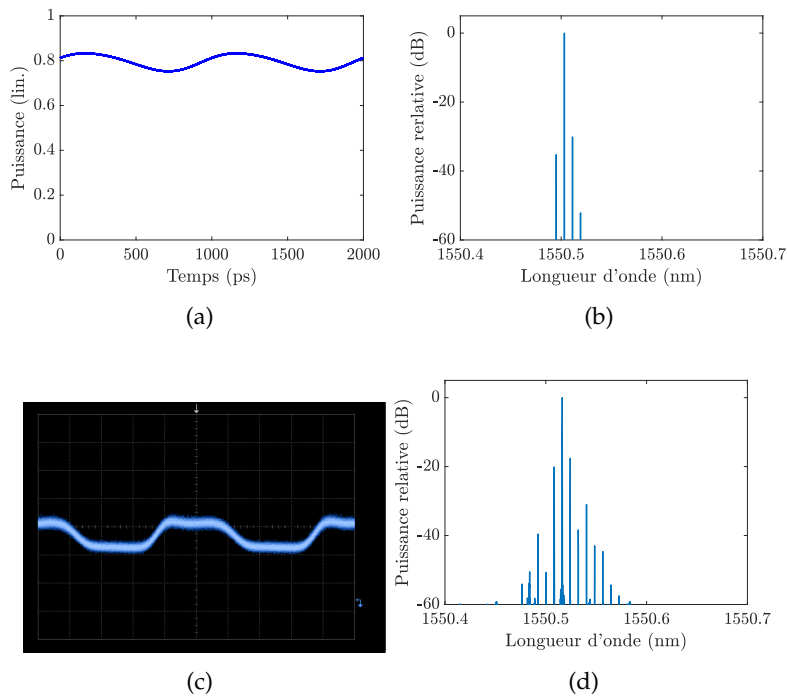 1
0.8
0.6
0.4
0.2
0
Puissance (lin.)
0 500 1000 1500 2000
Temps (ps)
(a)
0
-20
-40
-60
Puissance rerlative (dB)
1550.4 1550.5 1550.6 1550.7
Longueur d'onde (nm)
(b)
(c)
0
-20
-40
-60
Puissance relative (dB)
1550.4 1550.5 1550.6 1550.7
Longueur d'onde (nm)
(d)